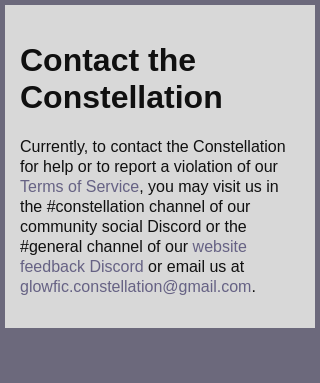 Contact the
Constellation
Currently, to contact the Constellation
for help or to report a violation of our
Terms of Service, you may visit us in
the #constellation channel of our
community social Discord or the
#general channel of our website
feedback Discord or email us at
glowfic.constellation@gmail.com.